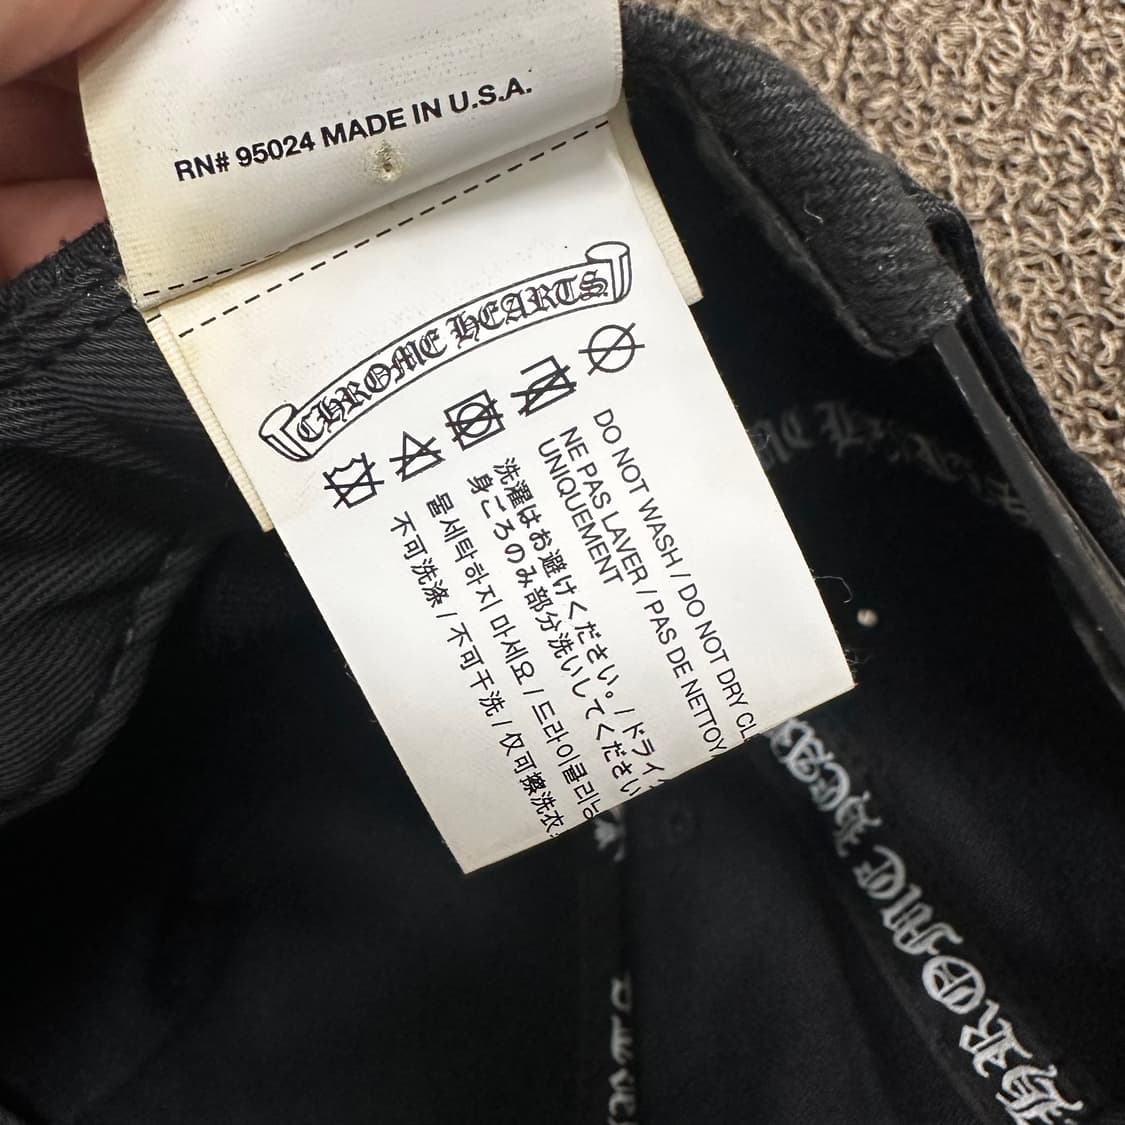 RN# 95024 MADE IN U.S.A.
CHROME HEARTS
DO NOT WASH / DO NOT DRY
NE PAS LAVER / PAS DE NETTOY
UNIQUEMENT
洗濯はお避けください。/ ドライ
身ごろのみ部分洗いしてください
물세탁하지 마세요 / 드라이클리닝
不可洗涤 / 不可干洗 / 仅可擦洗衣
CHROME HEA